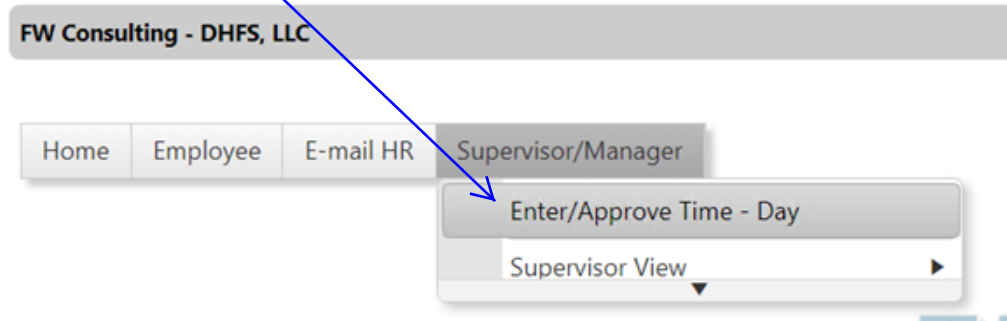 FW Consulting - DHFS, LLC
Home Employee E-mail HR Supervisor/Manager
Enter/Approve Time - Day
Supervisor View